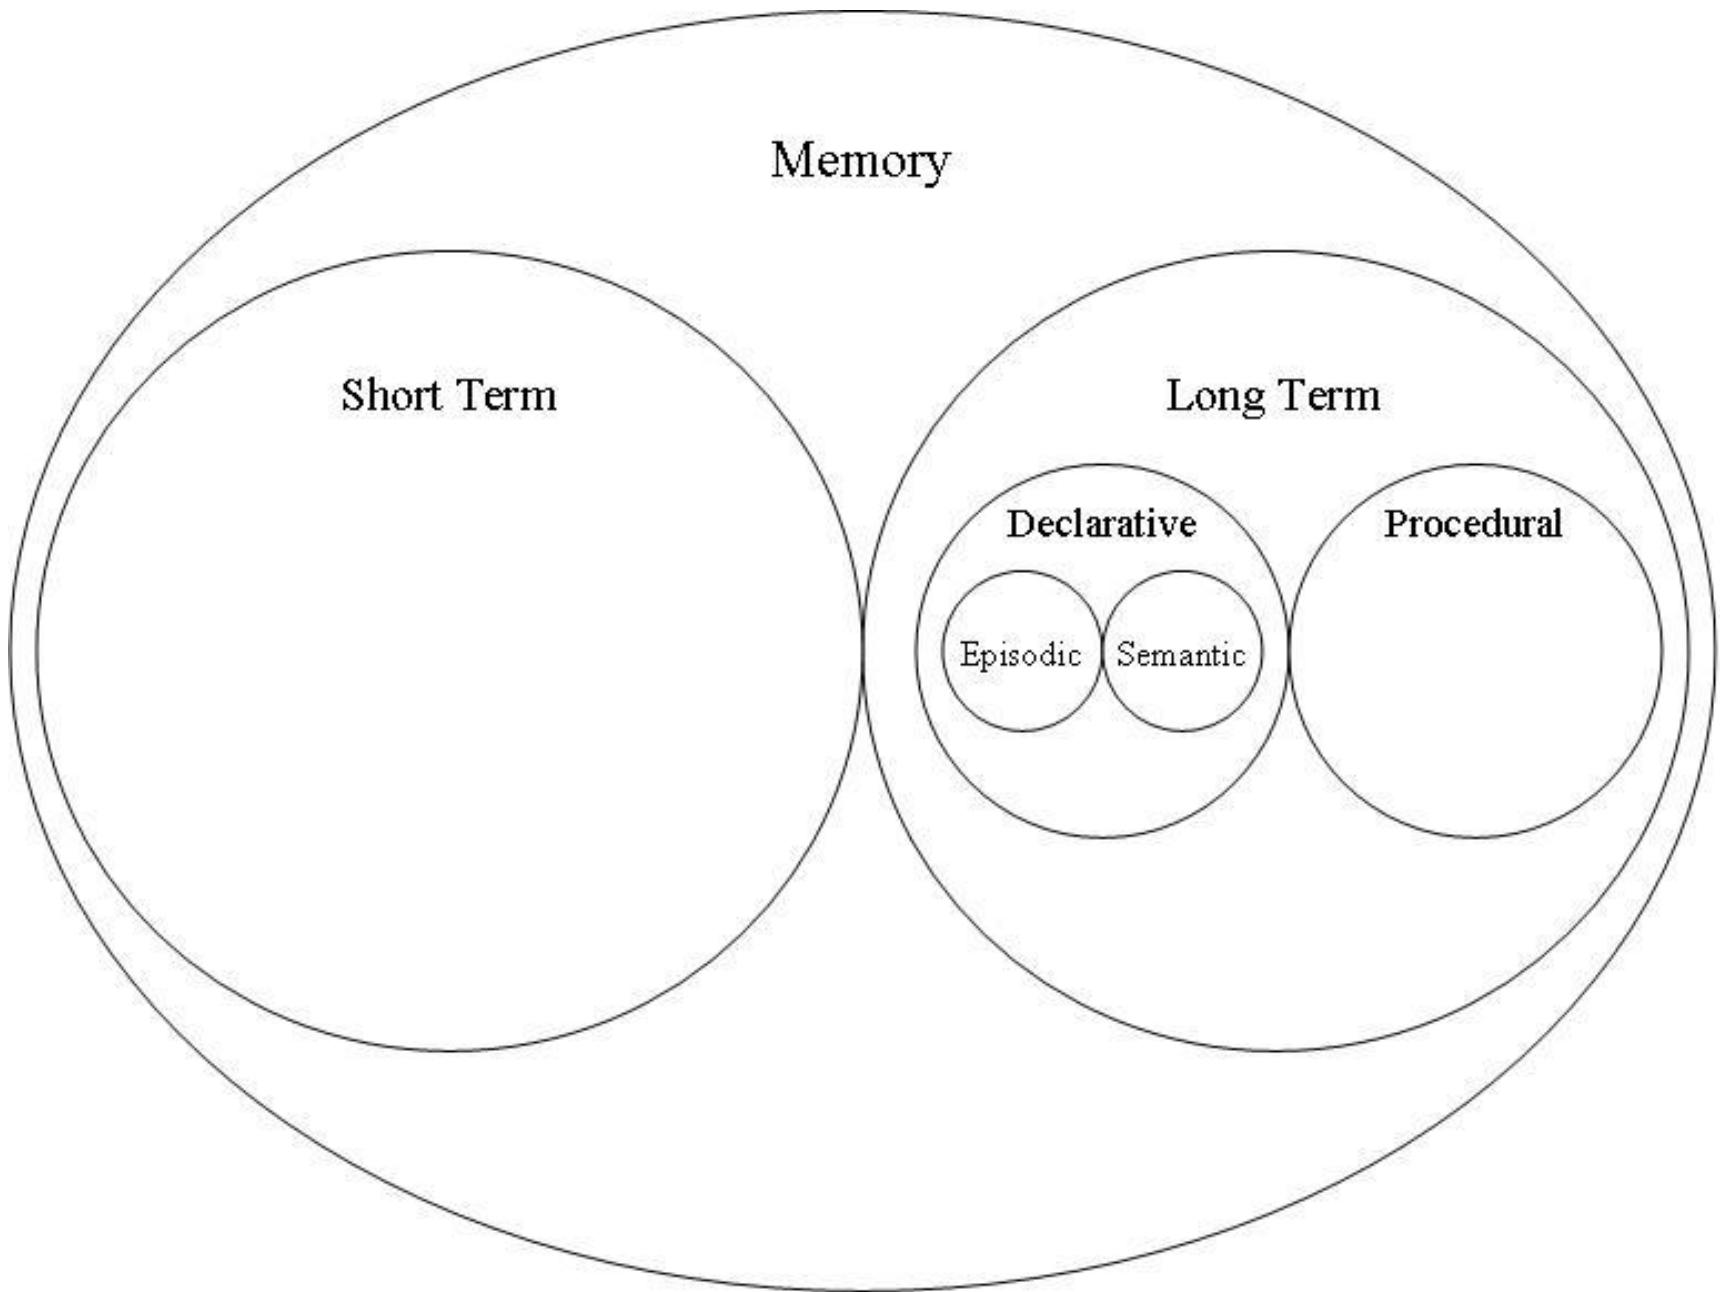 Memory
Short Term
Long Term
Declarative
Procedural
Episodic
Semantic